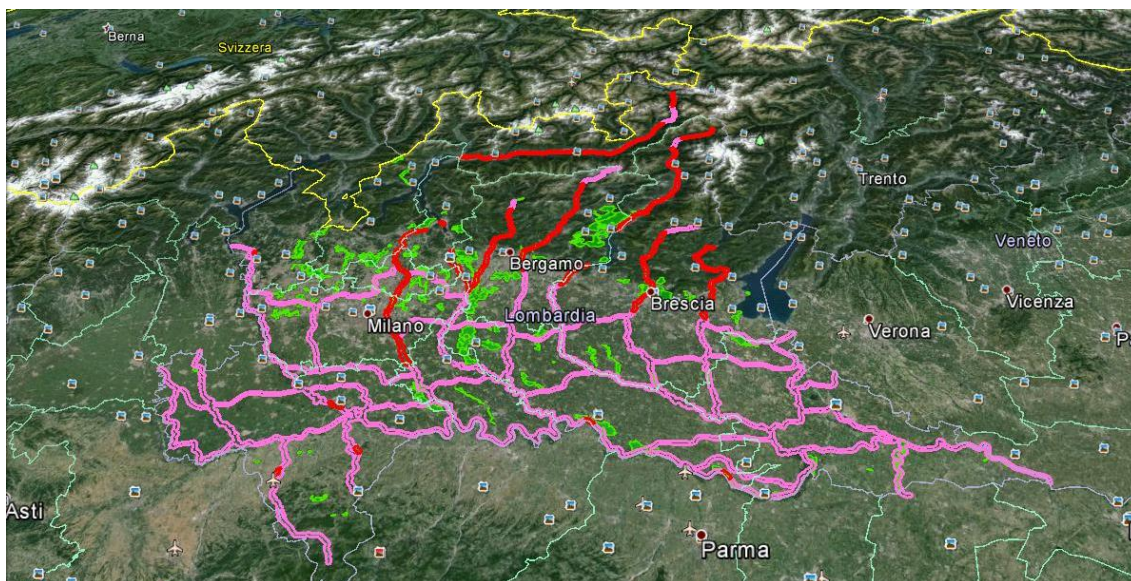 Berna
Svizzera
Trento
Veneto
Bergamo
Vicenza
Brescia
Lombardia
Milano
Verona
Asti
Parma